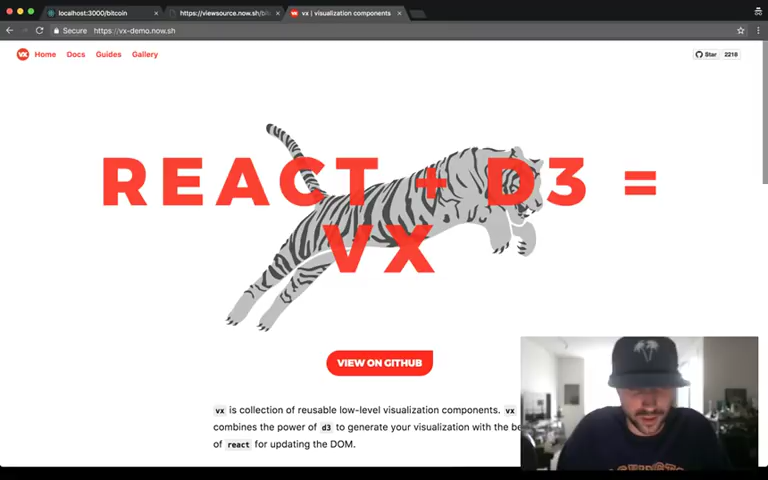 localhost:3000/bitcoin
https://viewsource.now.sh/bi
vx | visualization components
Secure
https://vx-demo.now.sh
vx
Home
Docs
Guides
Gallery
Star
2218
REACT + D3 =
VX
VIEW ON GITHUB
vx is collection of reusable low-level visualization components. vx
combines the power of d3 to generate your visualization with the be
of react for updating the DOM.